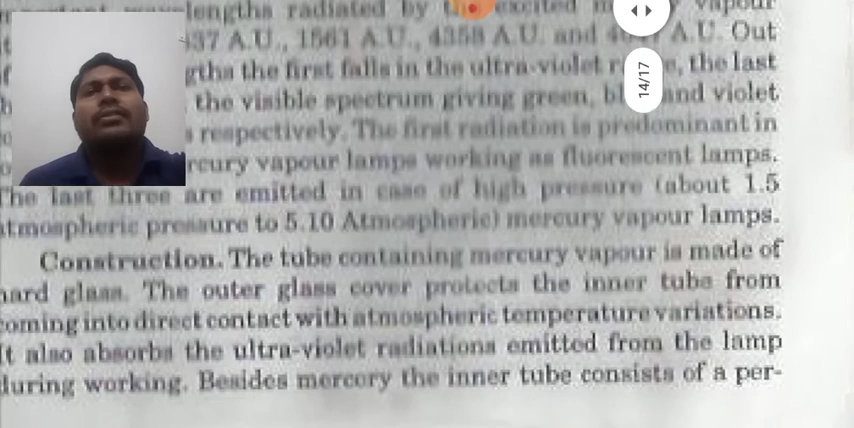 lengths radiated by excited vapour
A.U., 1561 A.U., 4358 A.U. and A.U. Out
the first falls in the ultra-violet the last
the visible spectrum giving green, and violet
respectively. The first radiation is predominant in
vapour lamps working as fluorescent lamps.
The last three are emitted in case of high pressure (about 1.5
atmospheric pressure to 5.10 Atmospheric) mercury vapour lamps.
Construction. The tube containing mercury vapour is made of
hard glass. The outer glass cover protects the inner tube from
coming into direct contact with atmospheric temperature variations.
It also absorbs the ultra-violet radiations emitted from the lamp
during working. Besides mercury the inner tube consists of a per-
14/17